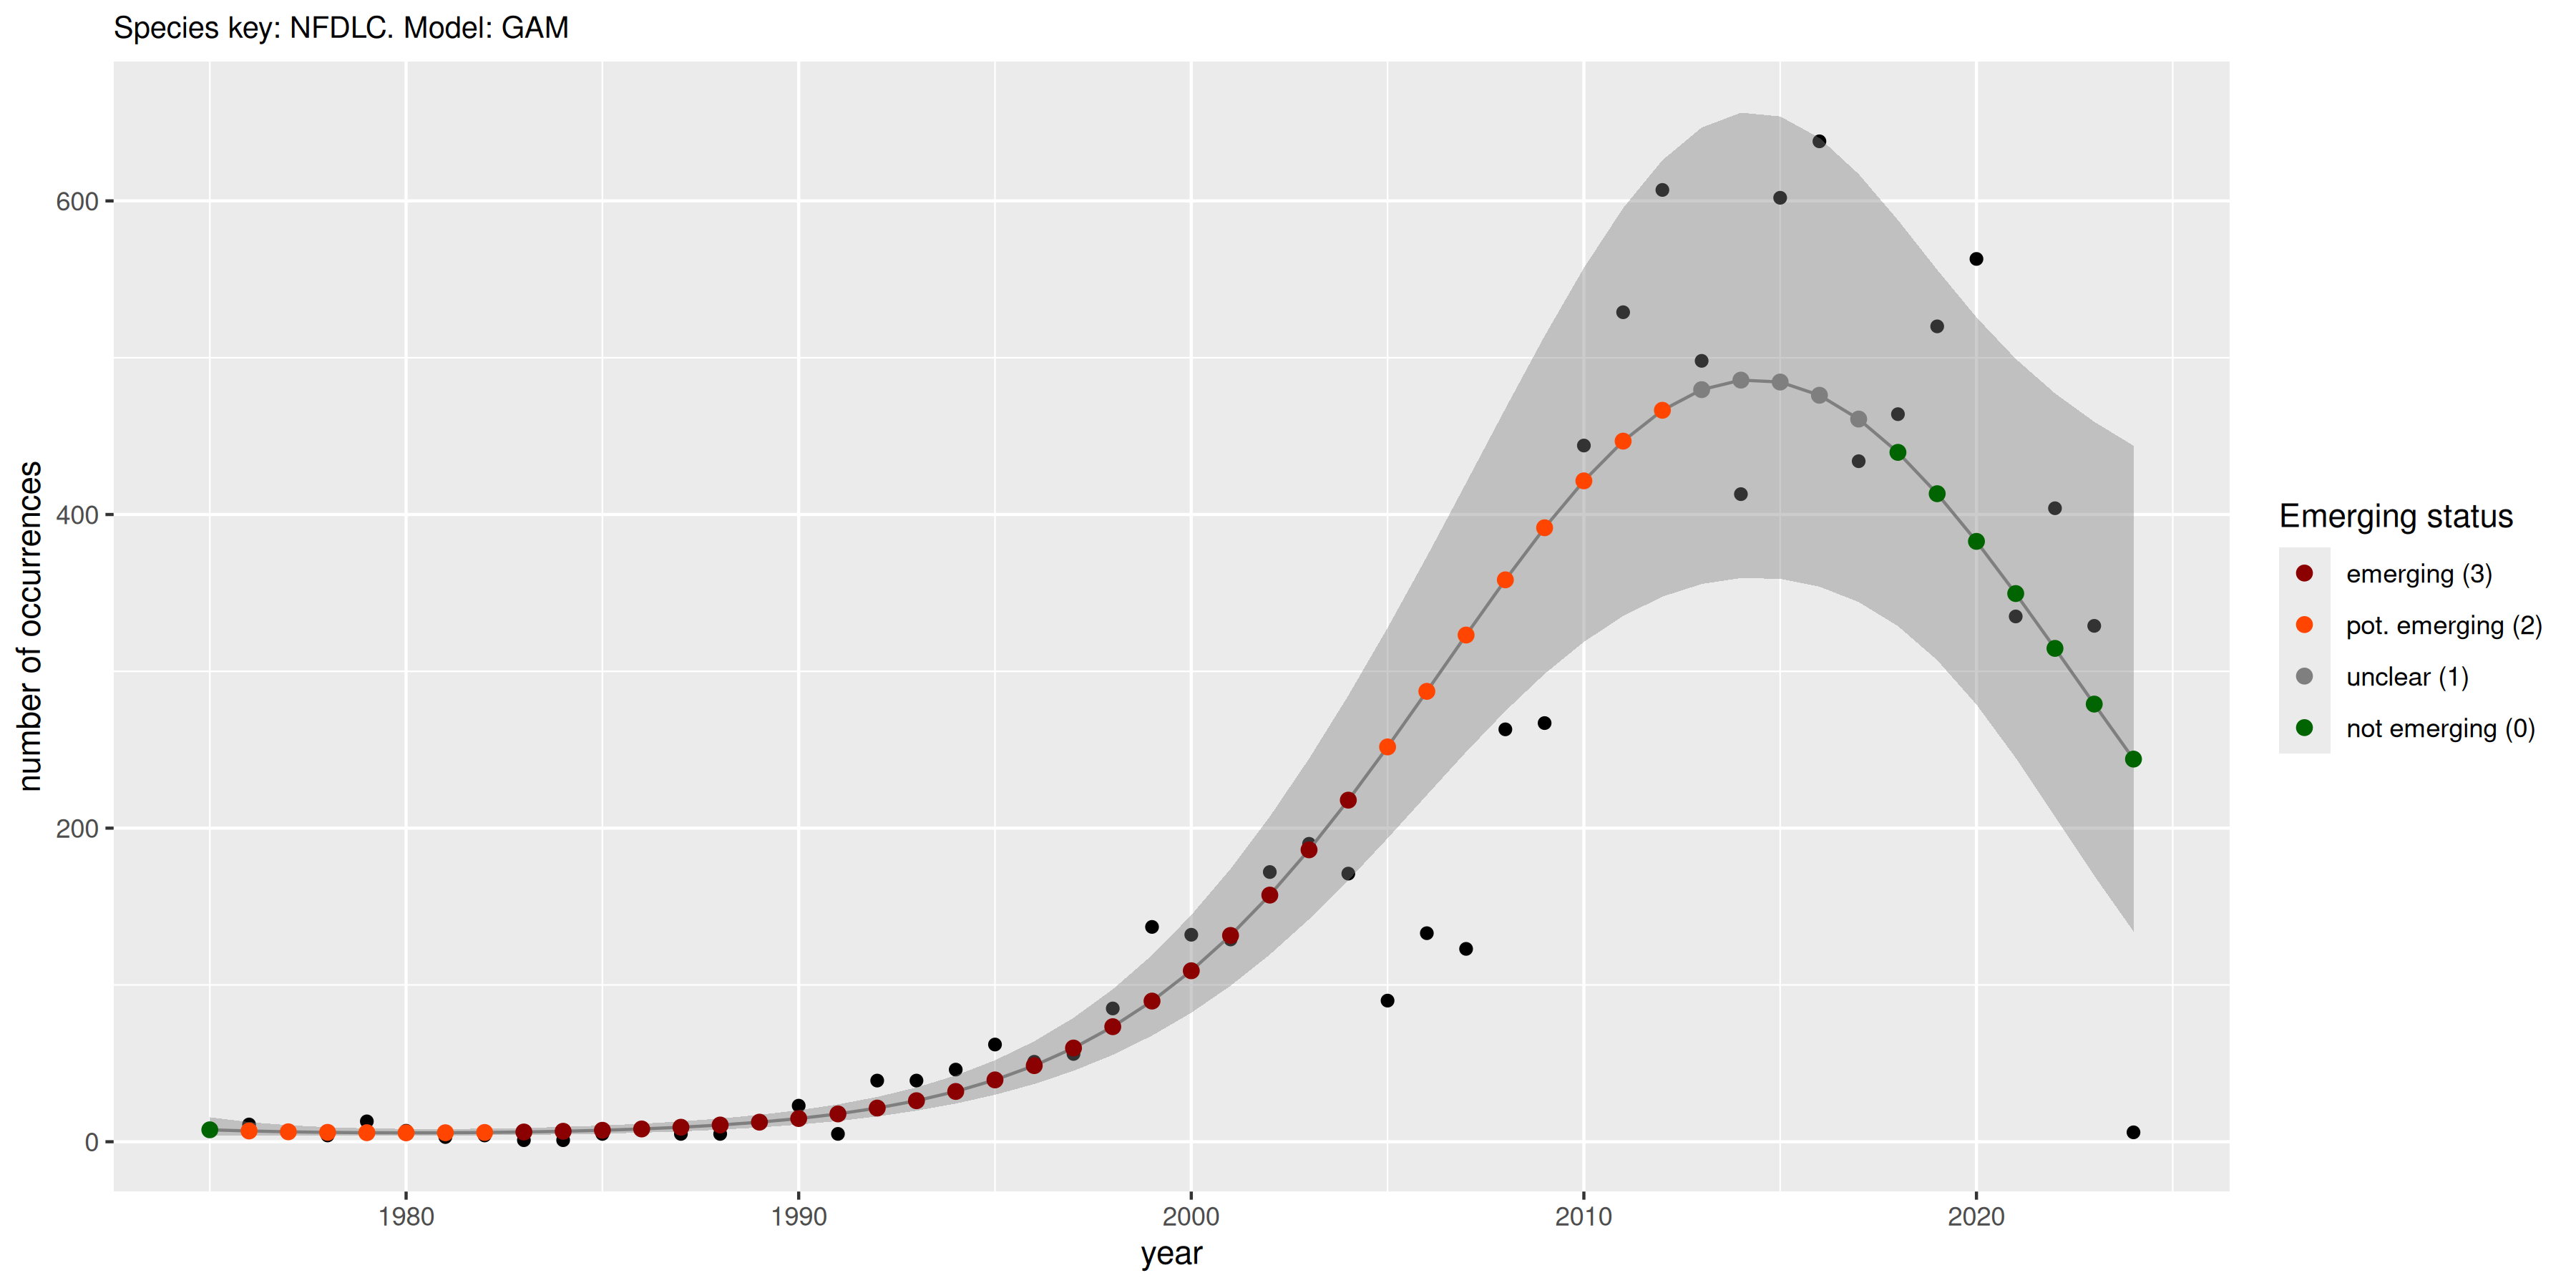 Species key: NFDLC. Model: GAM
number of occurrences
600
400
200
0
1980 1990 2000 2010 2020
year
Emerging status
emerging (3)
pot. emerging (2)
unclear (1)
not emerging (0)